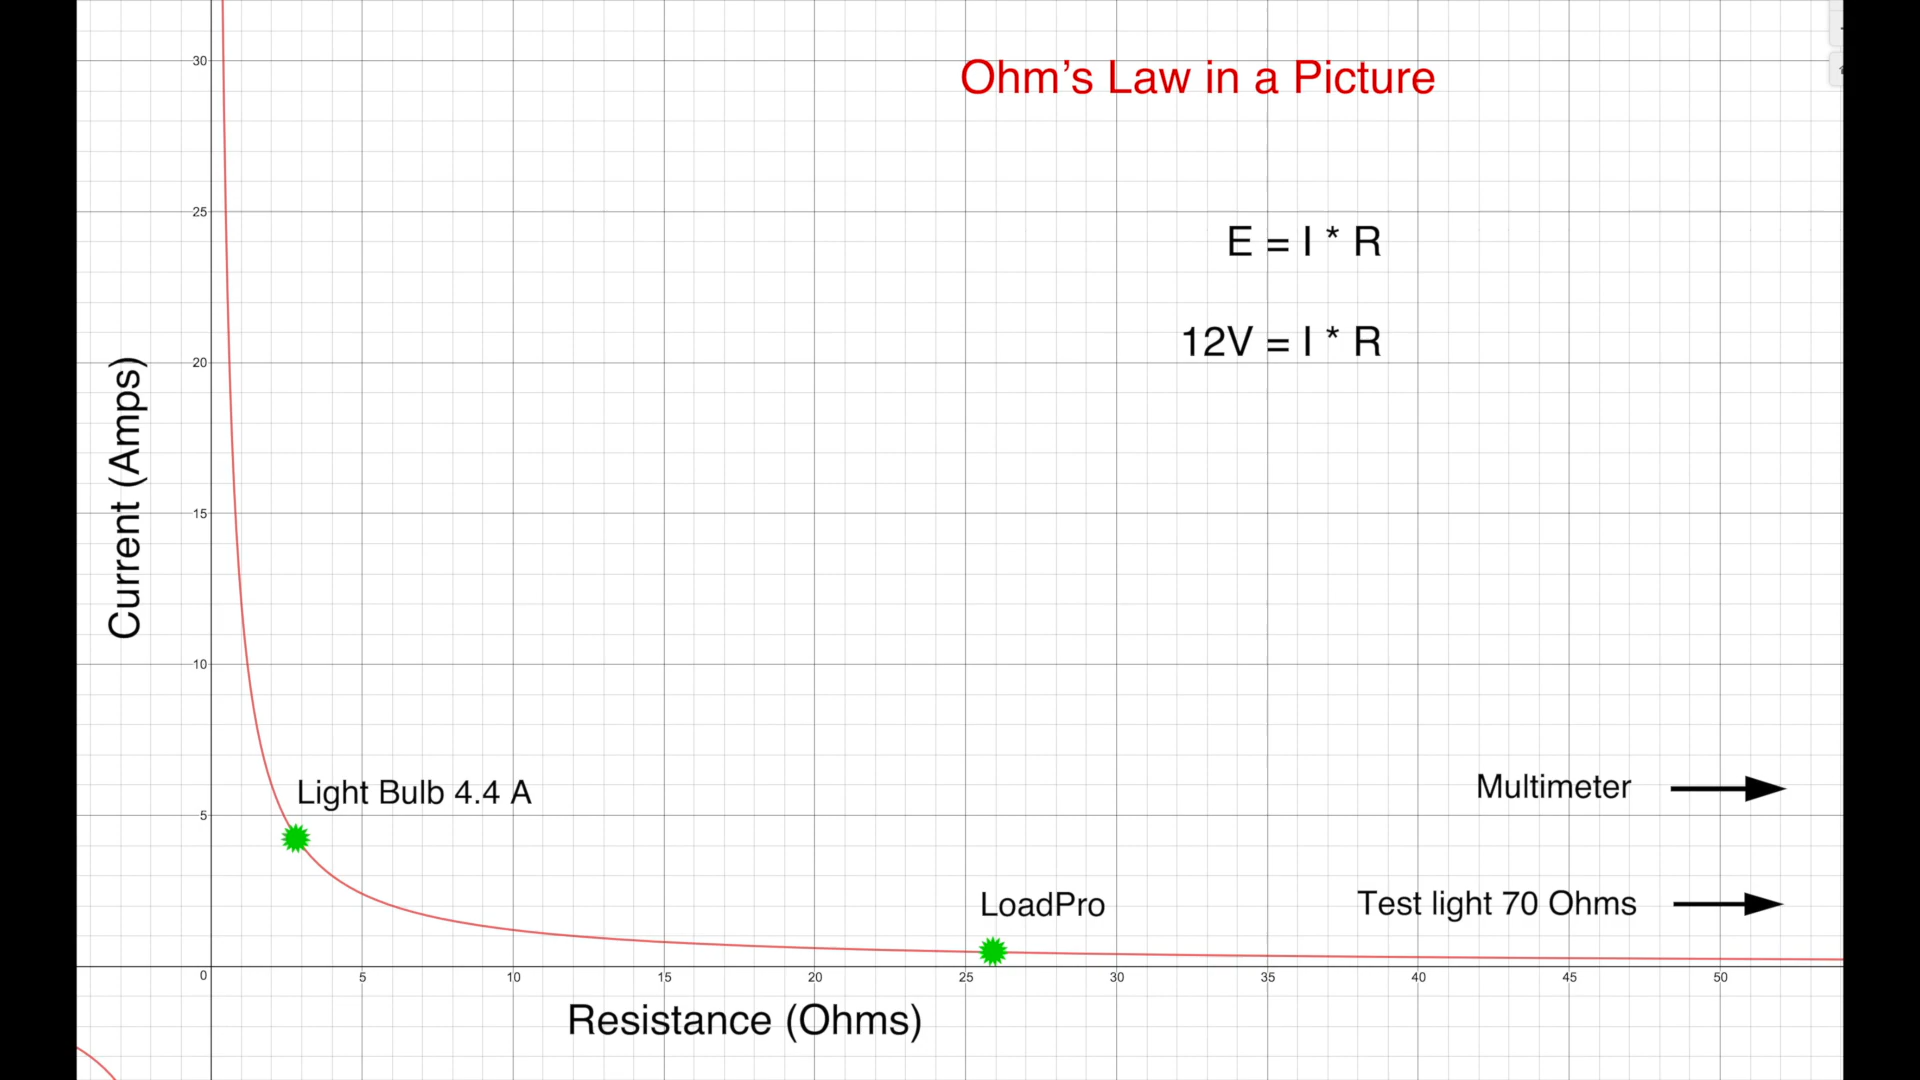 Ohm’s Law in a Picture
E = I * R
12V = I * R
Current (Amps)
30
25
20
15
10
5
0
Light Bulb 4.4 A
LoadPro
Multimeter
Test light 70 Ohms
5
10
15
20
25
30
35
40
45
50
Resistance (Ohms)